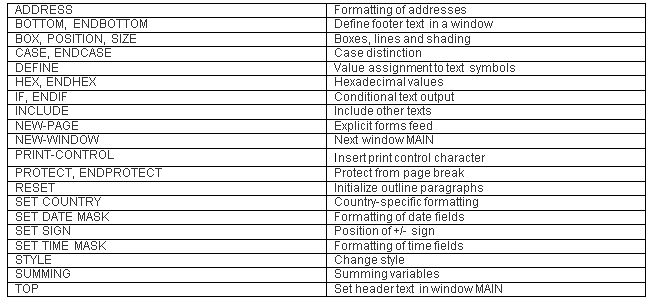 ADDRESS Formatting of addresses
BOTTOM, ENDBOTTOM Define footer text in a window
BOX, POSITION, SIZE Boxes, lines and shading
CASE, ENDCASE Case distinction
DEFINE Value assignment to text symbols
HEX, ENDHEX Hexadecimal values
IF, ENDIF Conditional text output
INCLUDE Include other texts
NEW-PAGE Explicit forms feed
NEW-WINDOW Next window MAIN
PRINT-CONTROL Insert print control character
PROTECT, ENDPROTECT Protect from page break
RESET Initialize outline paragraphs
SET COUNTRY Country-specific formatting
SET DATE MASK Formatting of date fields
SET SIGN Position of +/- sign
SET TIME MASK Formatting of time fields
STYLE Change style
SUMMING Summing variables
TOP Set header text in window MAIN